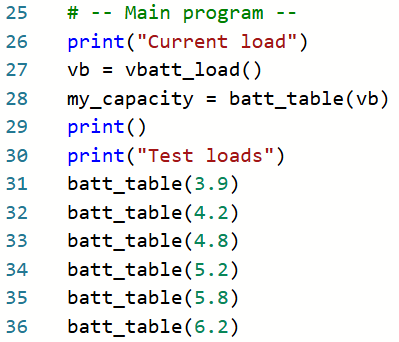 25 # -- Main program --
26 print("Current load")
27 vb = vbatt_load()
28 my_capacity = batt_table(vb)
29 print()
30 print("Test loads")
31 batt_table(3.9)
32 batt_table(4.2)
33 batt_table(4.8)
34 batt_table(5.2)
35 batt_table(5.8)
36 batt_table(6.2)